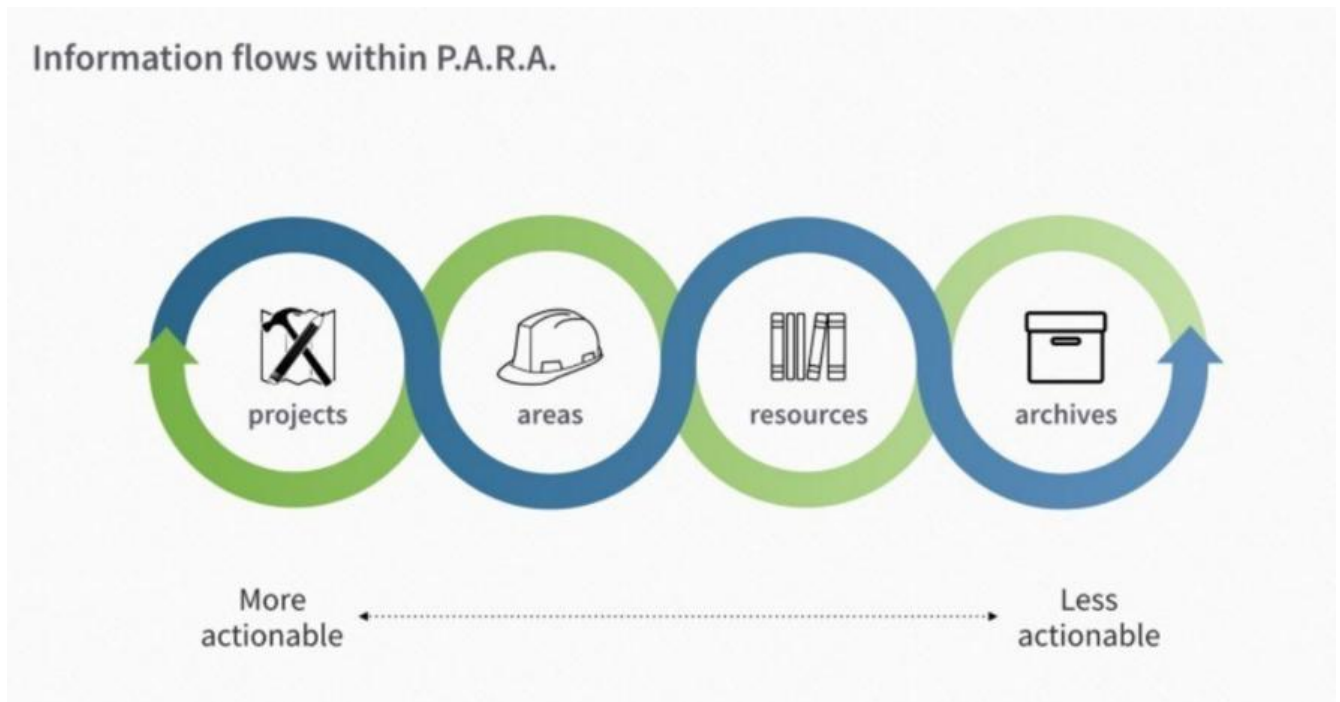 Information flows within P.A.R.A.
projects
areas
resources
archives
More
actionable
Less
actionable